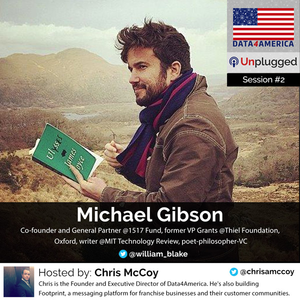 DATA4AMERICA
Unplugged
Session #2
James
Michael Gibson
Co-founder and General Partner @1517 Fund, former VP Grants @Thiel Foundation,
Oxford, writer @MIT Technology Review, poet-philosopher-VC
@william_blake
Hosted by: Chris McCoy
@chrisamccoy
Chris is the Founder and Executive Director of Data4America. He's also building
Footprint, a messaging platform for franchise businesses and their customer communities.